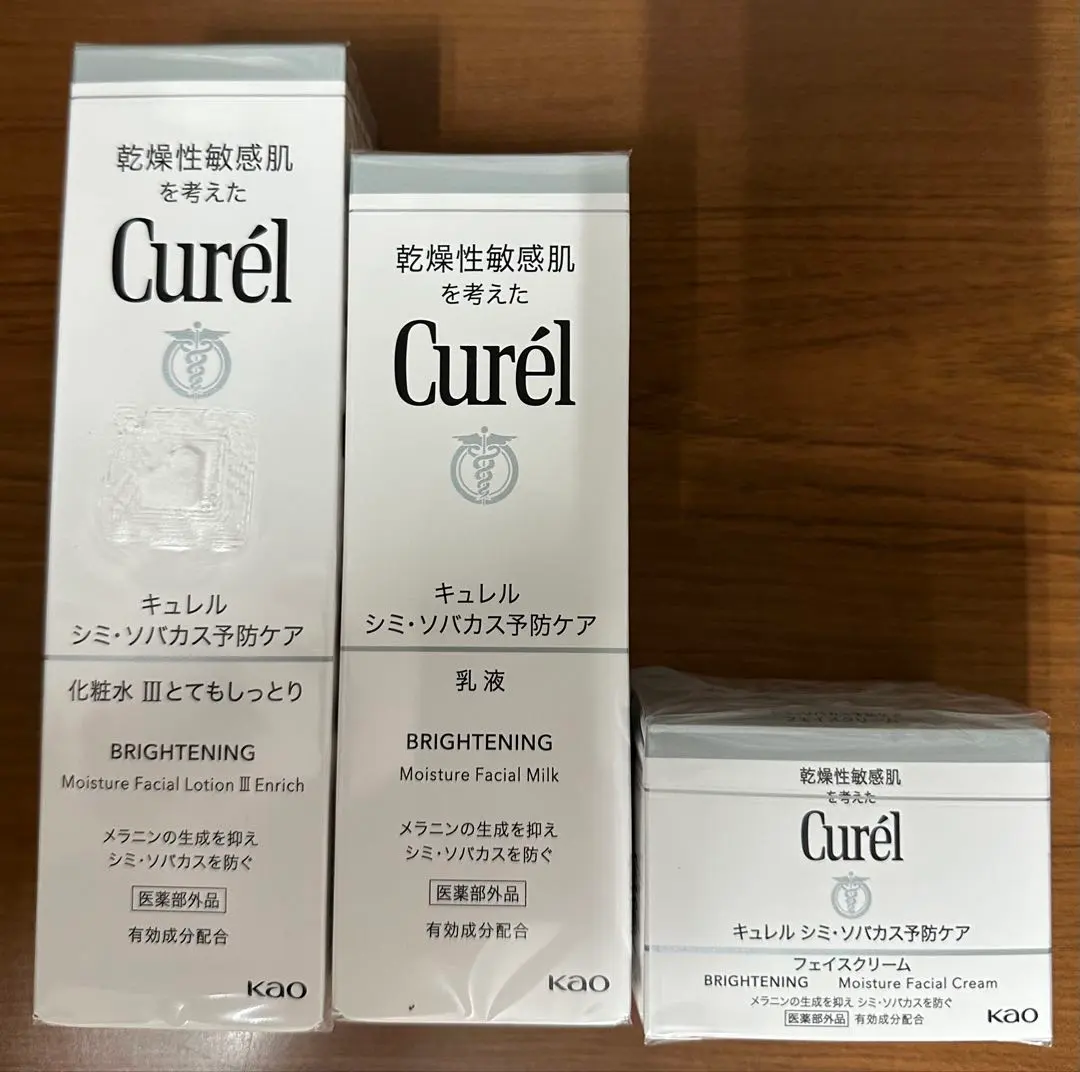 乾燥性敏感肌
を考えた
Curél
キュレル
シミ・ソバカス予防ケア
化粧水 Ⅲとてもしっとり
BRIGHTENING
Moisture Facial Lotion Ⅲ Enrich
メラニンの生成を抑え
シミ・ソバカスを防ぐ
医薬部外品
有効成分配合
Kao
乾燥性敏感肌
を考えた
Curél
キュレル
シミ・ソバカス予防ケア
乳液
BRIGHTENING
Moisture Facial Milk
メラニンの生成を抑え
シミ・ソバカスを防ぐ
医薬部外品
有効成分配合
Kao
乾燥性敏感肌
を考えた
Curél
キュレル シミ・ソバカス予防ケア
フェイスクリーム
BRIGHTENING Moisture Facial Cream
メラニンの生成を抑え シミ・ソバカスを防ぐ
医薬部外品 有効成分配合
Kao